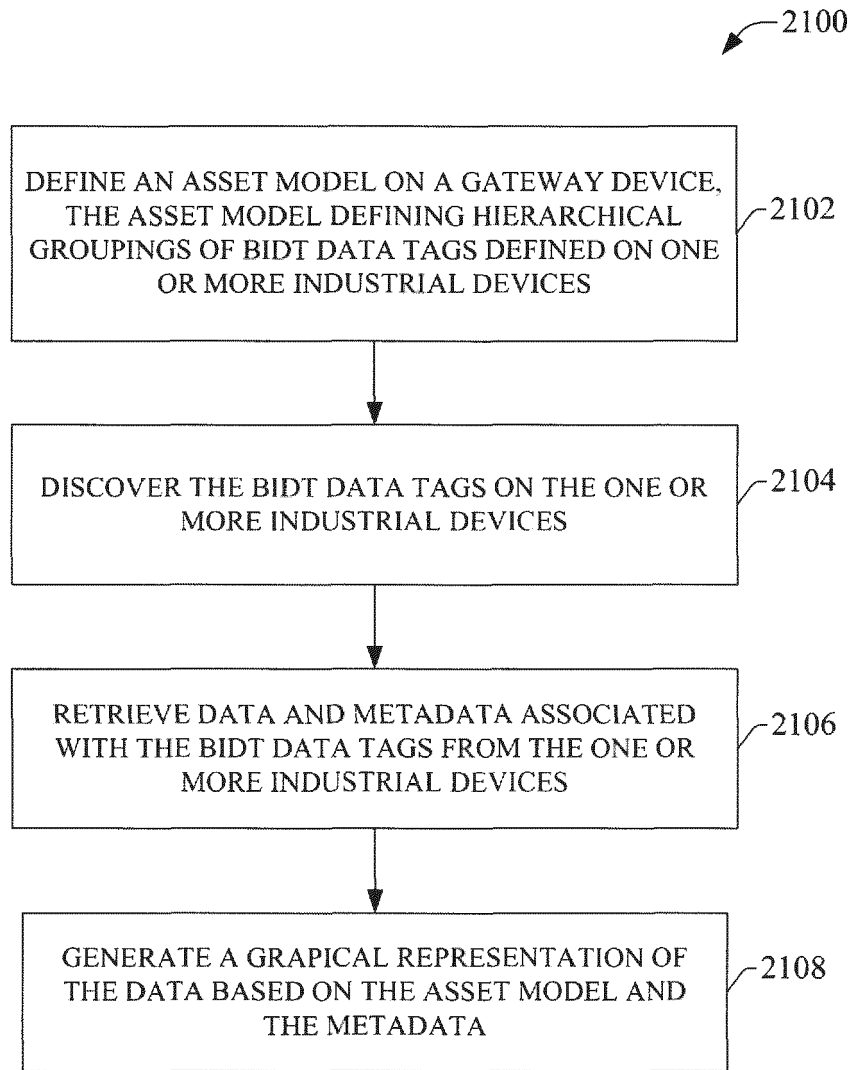 2100
DEFINE AN ASSET MODEL ON A GATEWAY DEVICE,
THE ASSET MODEL DEFINING HIERARCHICAL
GROUPINGS OF BIDT DATA TAGS DEFINED ON ONE
OR MORE INDUSTRIAL DEVICES
2102
DISCOVER THE BIDT DATA TAGS ON THE ONE OR
MORE INDUSTRIAL DEVICES
2104
RETRIEVE DATA AND METADATA ASSOCIATED
WITH THE BIDT DATA TAGS FROM THE ONE OR
MORE INDUSTRIAL DEVICES
2106
GENERATE A GRAPICAL REPRESENTATION OF
THE DATA BASED ON THE ASSET MODEL AND
THE METADATA
2108